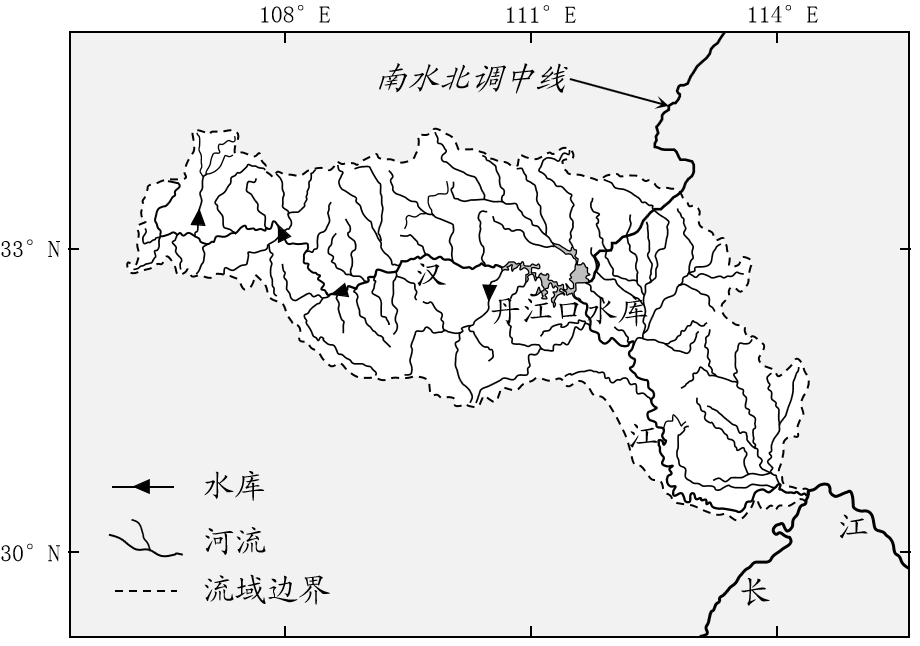 108° E 111° E 114° E
南水北调中线
33° N
汉
丹江口水库
江
水库
河流
江
30° N
流域边界
长